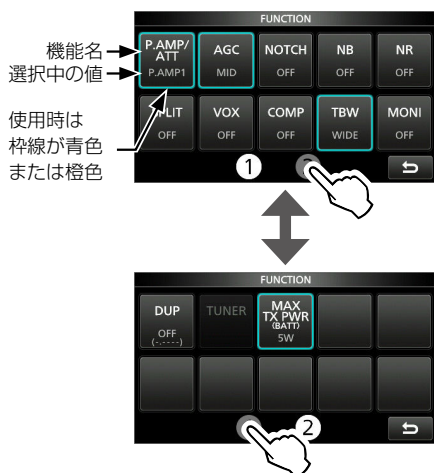 FUNCTION
機能名
選択中の値
使用時は
枠線が青色
または橙色
P.AMP/
ATT
P.AMP1
AGC
MID
NOTCH
OFF
NB
OFF
NR
OFF
OFF
VOX
OFF
COMP
OFF
TBW
WIDE
MONI
OFF
1
2
FUNCTION
DUP
OFF
(-.----)
TUNER
MAX
TX PWR
(BATT)
5W
2